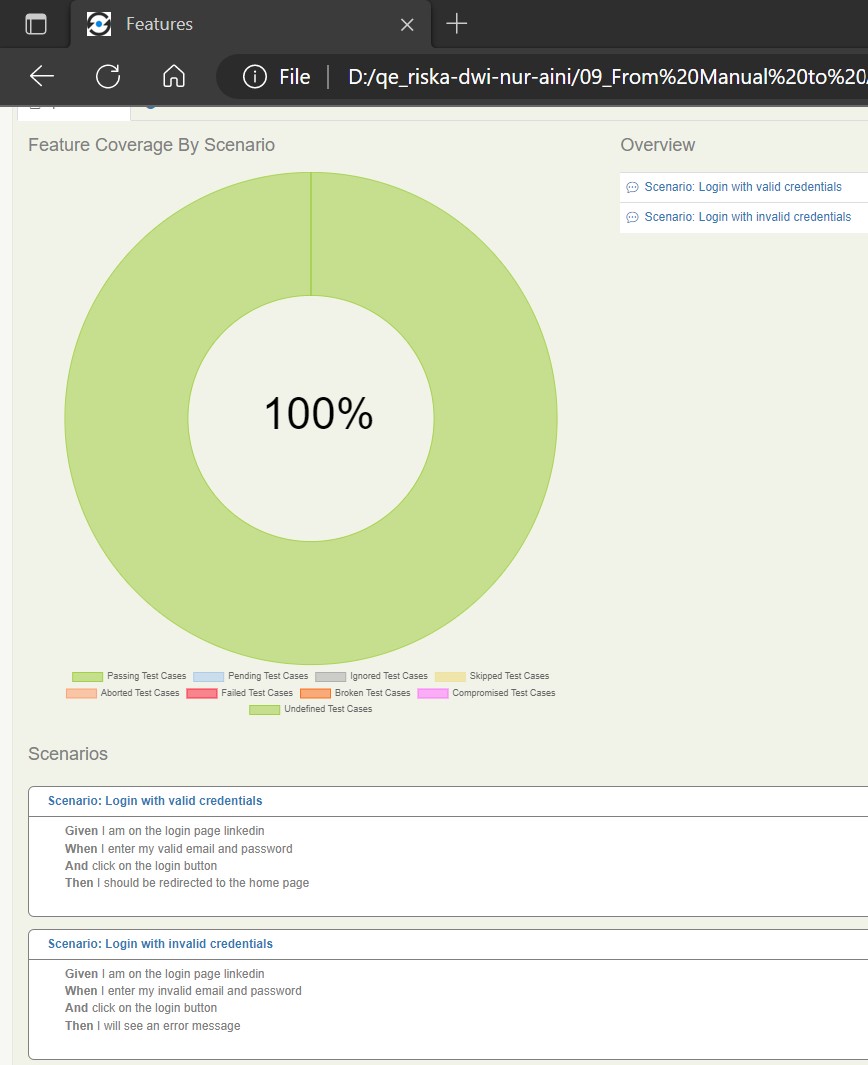 Features
File
D:/qe_riska-dwi-nur-aini/09_From%20Manual%20to%20
Feature Coverage By Scenario
Overview
Scenario: Login with valid credentials
Scenario: Login with invalid credentials
100%
Passing Test Cases Pending Test Cases Ignored Test Cases Skipped Test Cases
Aborted Test Cases Failed Test Cases Broken Test Cases Compromised Test Cases
Undefined Test Cases
Scenarios
Scenario: Login with valid credentials
Given I am on the login page linkedin
When I enter my valid email and password
And click on the login button
Then I should be redirected to the home page
Scenario: Login with invalid credentials
Given I am on the login page linkedin
When I enter my invalid email and password
And click on the login button
Then I will see an error message